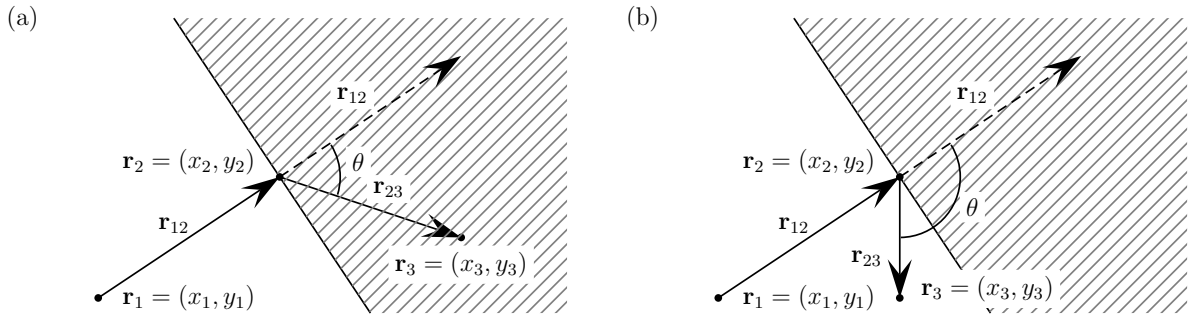 (a)
r₁₂
r₂ = (x₂, y₂)
θ
r₂₃
r₁₂
r₃ = (x₃, y₃)
r₁ = (x₁, y₁)
(b)
r₁₂
r₂ = (x₂, y₂)
θ
r₁₂
r₂₃
r₃ = (x₃, y₃)
r₁ = (x₁, y₁)